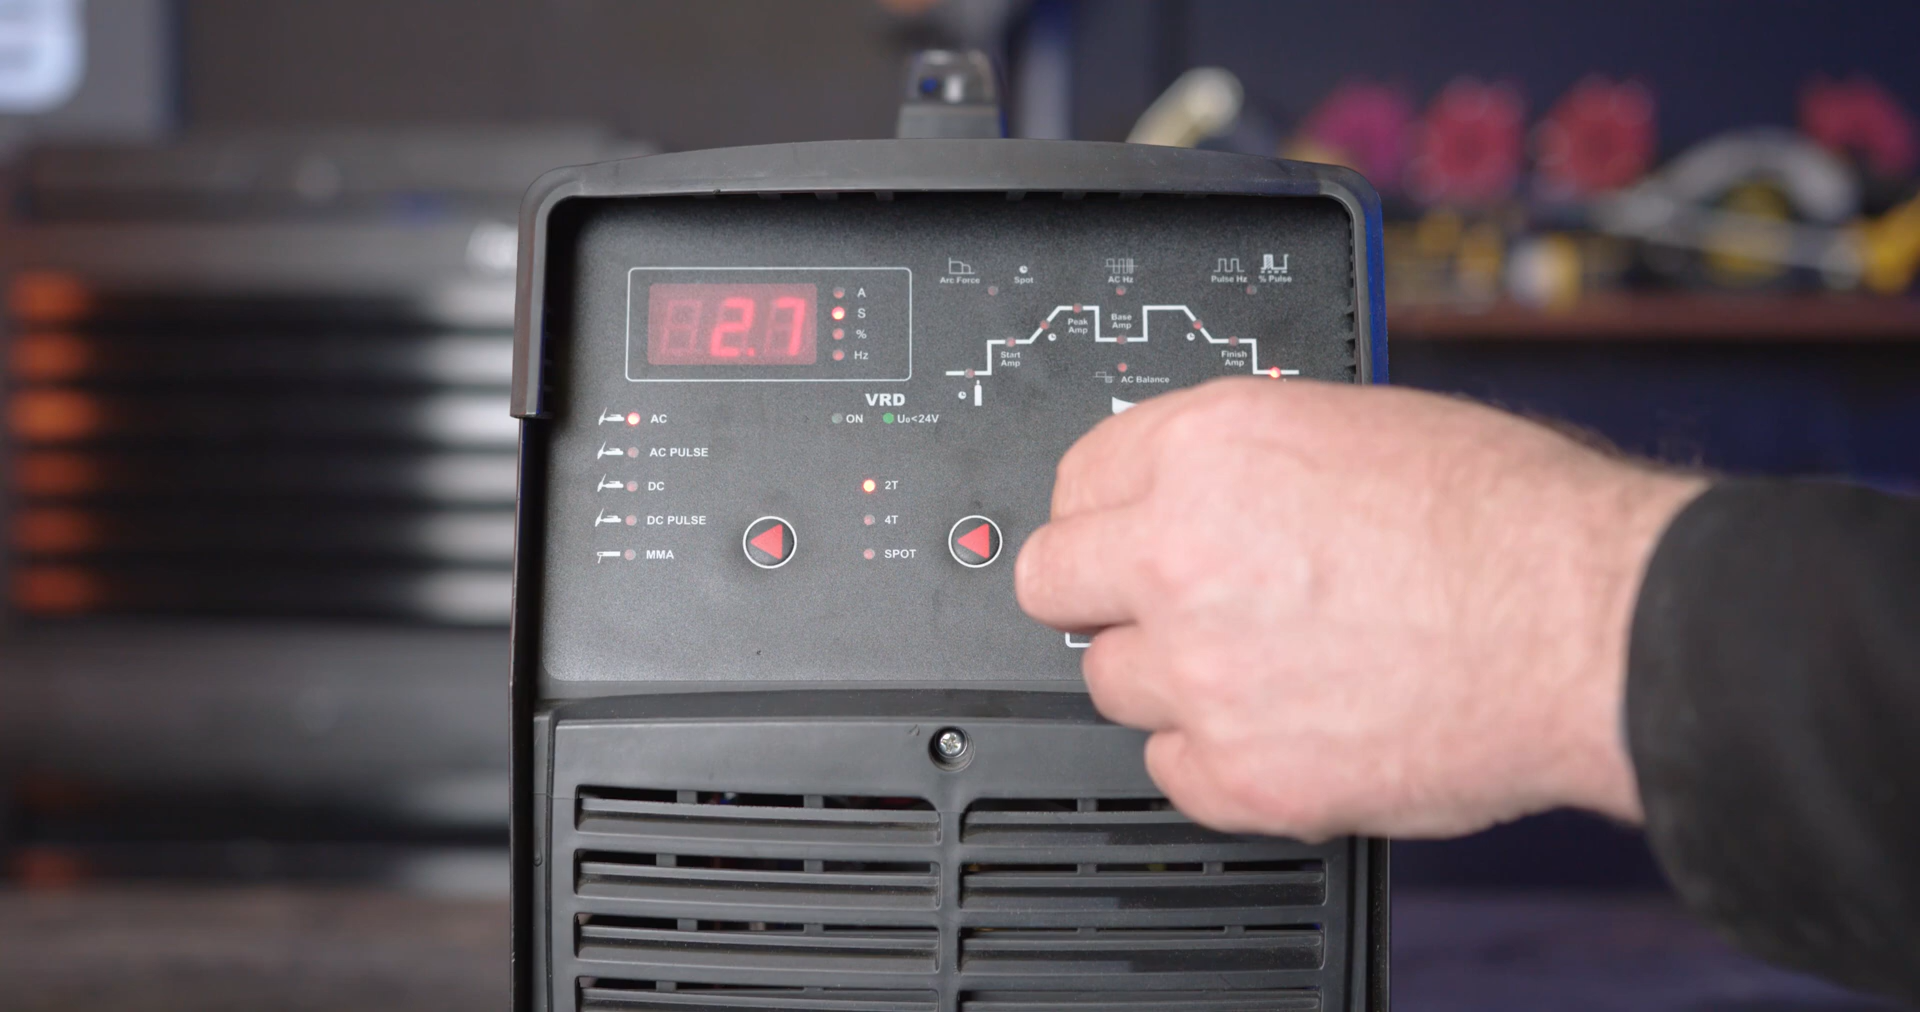 2.7
A
S
%
Hz
Arc Force
Spot
AC Hz
Pulse Hz
% Pulse
Start
Amp
Peak
Amp
Base
Amp
Finish
Amp
AC Balance
VRD
ON
U₀<24V
AC
AC PULSE
DC
DC PULSE
MMA
2T
4T
SPOT